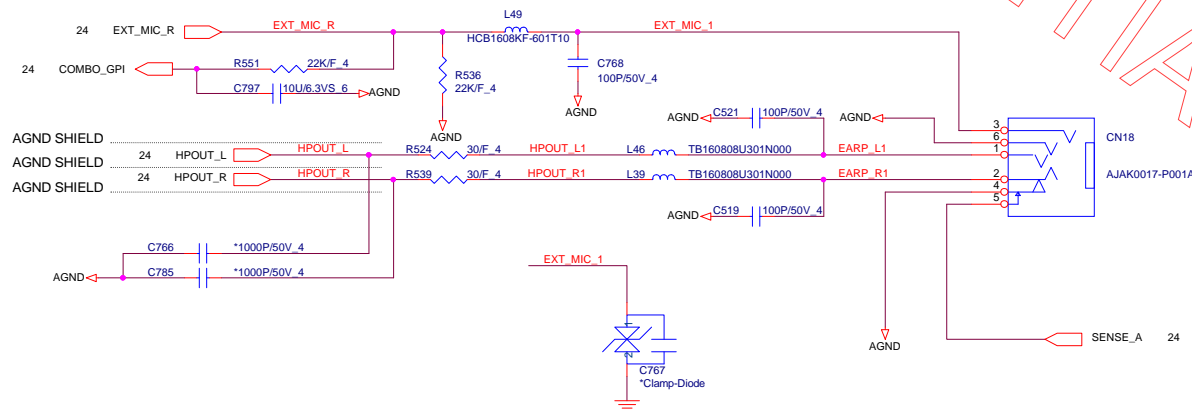 L49
24 EXT_MIC_R EXT_MIC_R EXT_MIC_1
HCB1608KF-601T10
24 COMBO_GPI R551 22K/F_4
C797 10U/6.3VS_6 AGND
R536
22K/F_4
AGND
C768
100P/50V_4
AGND
AGND C521 100P/50V_4 AGND
CN18
AGND SHIELD
24 HPOUT_L HPOUT_L R524 30/F_4 HPOUT_L1 L46 TB160808U301N000 EARP_L1
AGND SHIELD
24 HPOUT_R HPOUT_R R539 30/F_4 HPOUT_R1 L39 TB160808U301N000 EARP_R1
AGND SHIELD
3
6
1
2
4
5
AJAK0017-P001A
AGND C519 100P/50V_4
C766 *1000P/50V_4
AGND C785 *1000P/50V_4
EXT_MIC_1
1
2
C767
*Clamp-Diode
AGND
SENSE_A 24